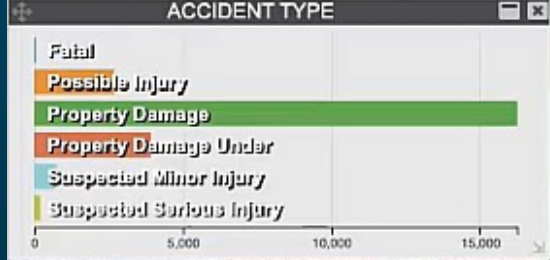 ACCIDENT TYPE
Fatal
Possible Injury
Property Damage
Property Damage Under
Suspected Minor Injury
Suspected Serious Injury
0 5,000 10,000 15,000